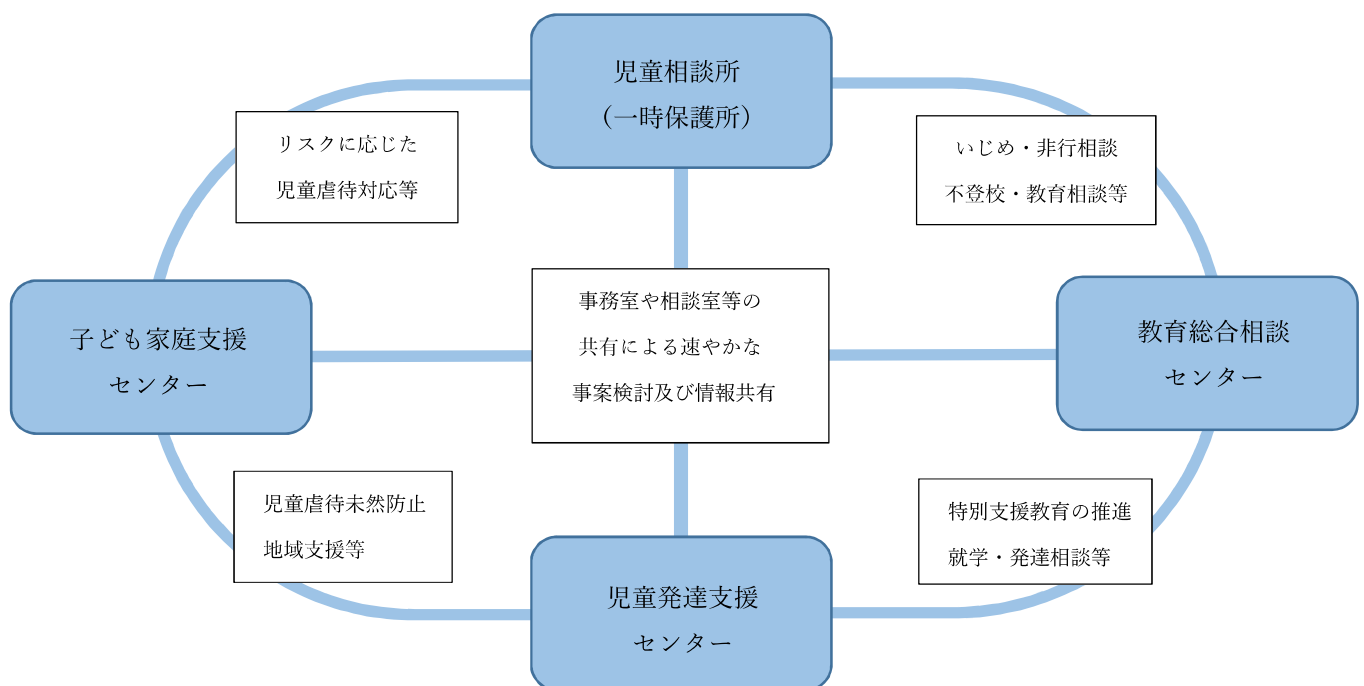 児童相談所
（一時保護所）
リスクに応じた
児童虐待対応等
いじめ・非行相談
不登校・教育相談等
子ども家庭支援
センター
事務室や相談室等の
共有による速やかな
事案検討及び情報共有
教育総合相談
センター
児童虐待未然防止
地域支援等
特別支援教育の推進
就学・発達相談等
児童発達支援
センター